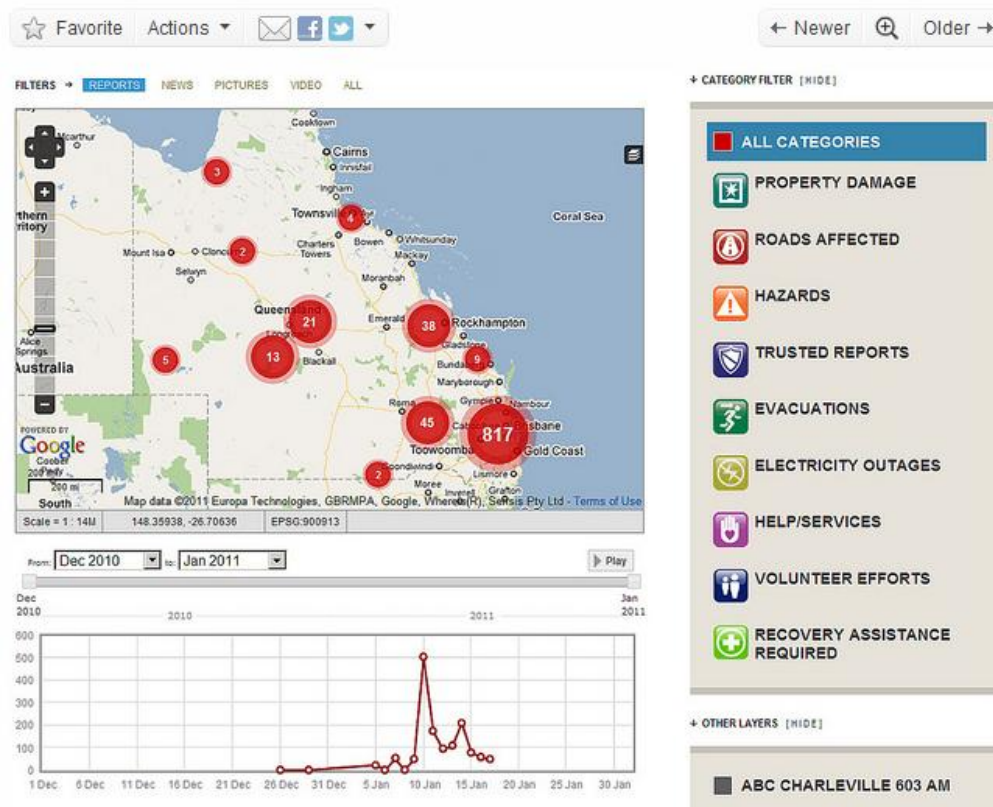 Favorite Actions
← Newer Older →
FILTERS → REPORTS NEWS PICTURES VIDEO ALL
Cooktown
Cairns
Innisfail
3
Ingham
Townsvil
4
Coral Sea
Mount Isa
2
Charters Towers
Bowen
Whitsunday
Mackay
Selwyn
Moranbah
Queensland
21
Emerald
38
Rockhampton
Gladstone
Alice Springs
Australia
5
13
Blackall
9
Maryborough
Roma
Gympie
Nambour
45
817
Brisbane
Toowoomba
Gold Coast
POWERED BY
Google
2
Lismore
Moree
Grafton
200 mi
South
Map data ©2011 Europa Technologies, GBRMPA, Google, Whereis(R), Sensis Pty Ltd - Terms of Use
Scale = 1 : 14M 148.35938, -26.70636 EPSG:900913
From: Dec 2010 to: Jan 2011 Play
Dec 2010 Jan 2011
2010 2011
600
500
400
300
200
100
0
1 Dec 6 Dec 11 Dec 16 Dec 21 Dec 26 Dec 31 Dec 5 Jan 10 Jan 15 Jan 20 Jan 25 Jan 30 Jan
CATEGORY FILTER [HIDE]
ALL CATEGORIES
PROPERTY DAMAGE
ROADS AFFECTED
HAZARDS
TRUSTED REPORTS
EVACUATIONS
ELECTRICITY OUTAGES
HELP/SERVICES
VOLUNTEER EFFORTS
RECOVERY ASSISTANCE
REQUIRED
OTHER LAYERS [HIDE]
ABC CHARLEVILLE 603 AM